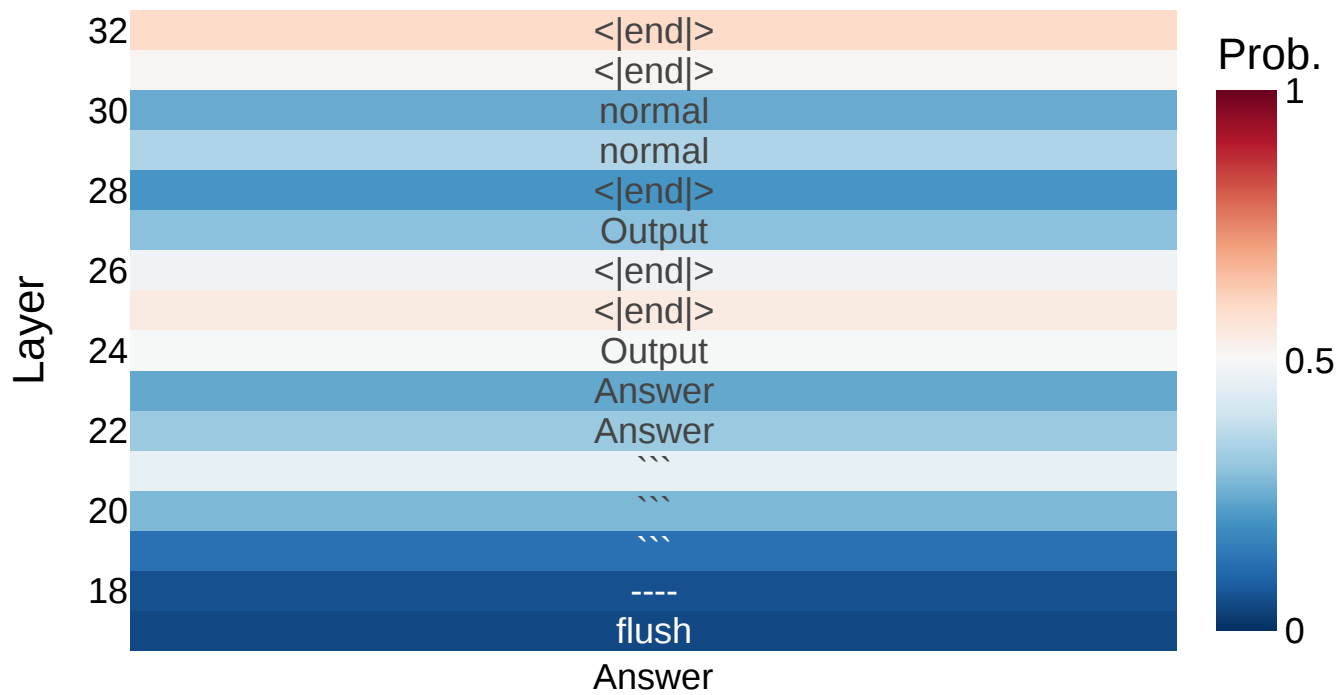 32 <|end|>
<|end|>
Prob.
1
30 normal
normal
28 <|end|>
Output
26 <|end|>
<|end|>
Layer
24 Output
0.5
Answer
22 Answer
```
20 ```
```
18 ----
flush
0
Answer